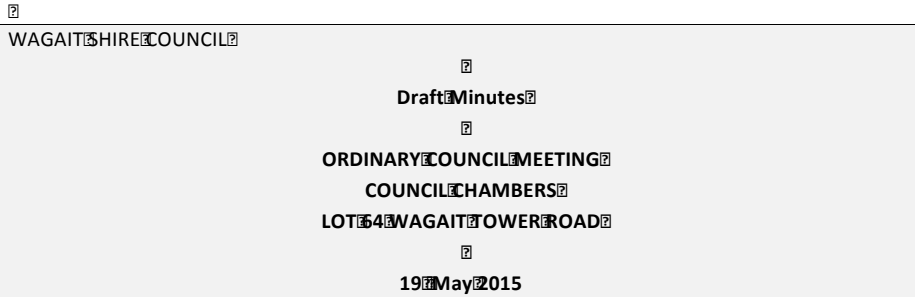 WAGAIT SHIRE COUNCIL
Draft Minutes
ORDINARY COUNCIL MEETING
COUNCIL CHAMBERS
LOT 64 WAGAIT TOWER ROAD
19 May 2015